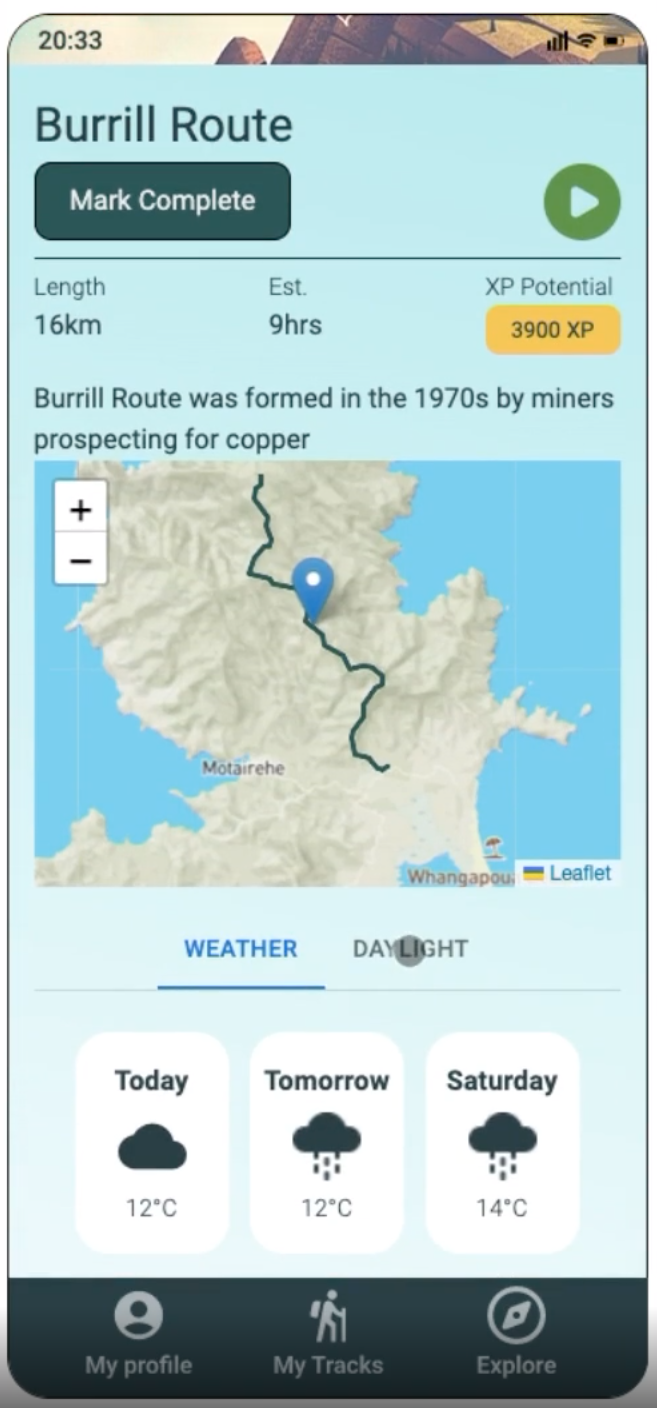 20:33
Burrill Route
Mark Complete
Length
Est.
XP Potential
16km
9hrs
3900 XP
Burrill Route was formed in the 1970s by miners
prospecting for copper
+
−
Motairehe
Whangapoua
Leaflet
WEATHER
DAYLIGHT
Today
Tomorrow
Saturday
12°C
12°C
14°C
My profile
My Tracks
Explore